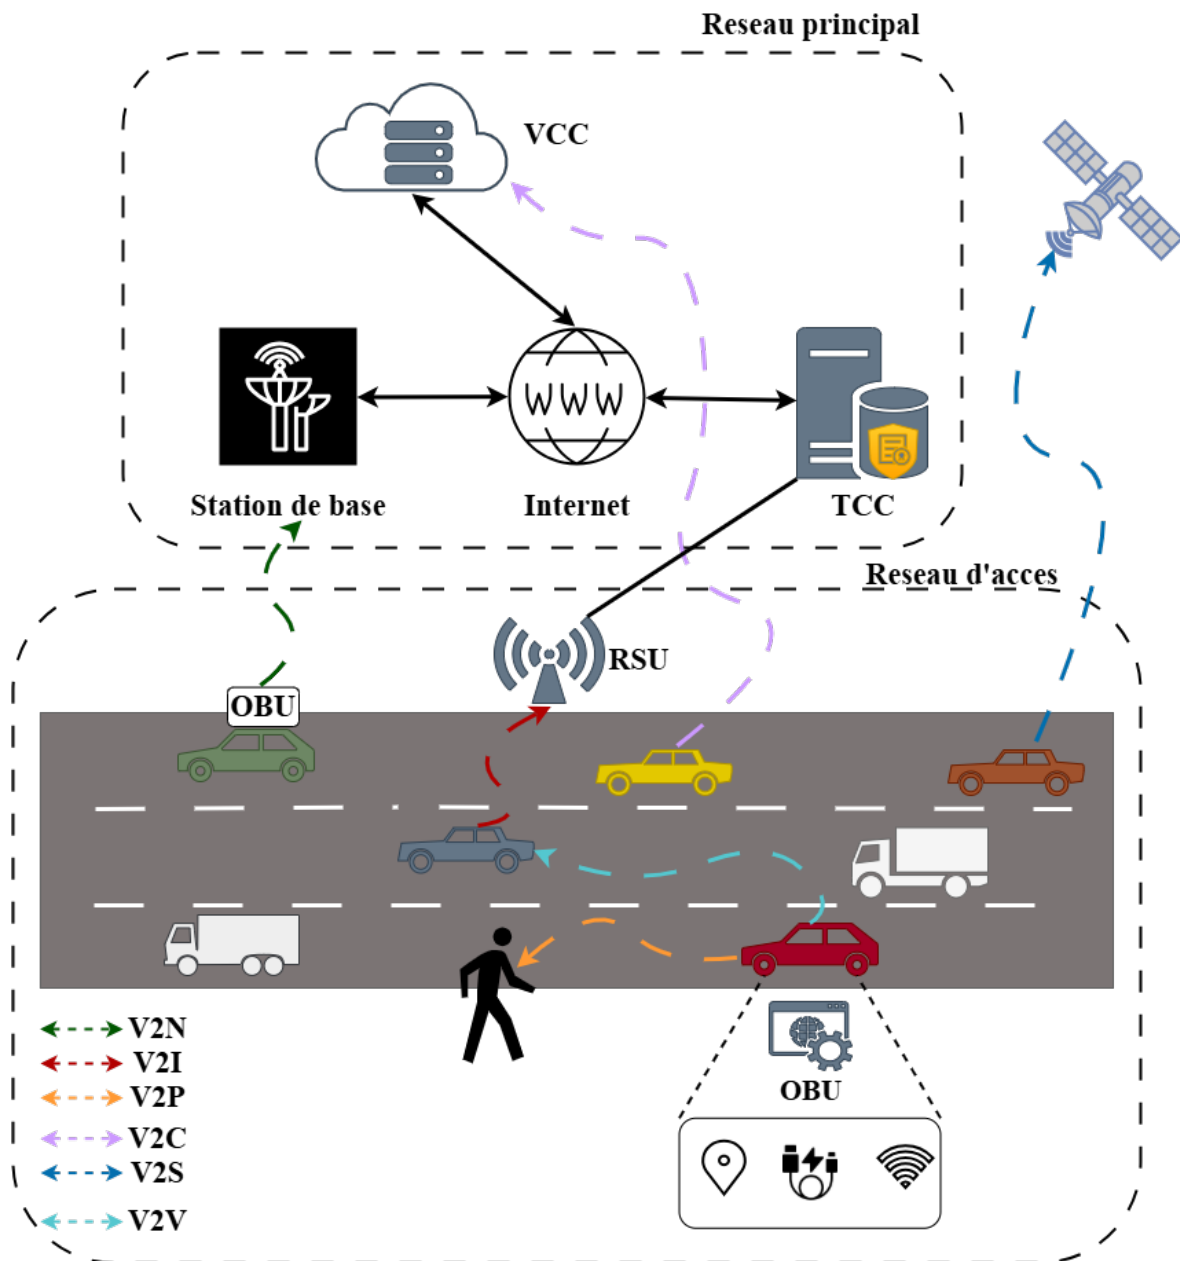 Reseau principal
VCC
WWW
Station de base
Internet
TCC
Reseau d'acces
RSU
OBU
V2N
V2I
V2P
V2C
V2S
V2V
OBU